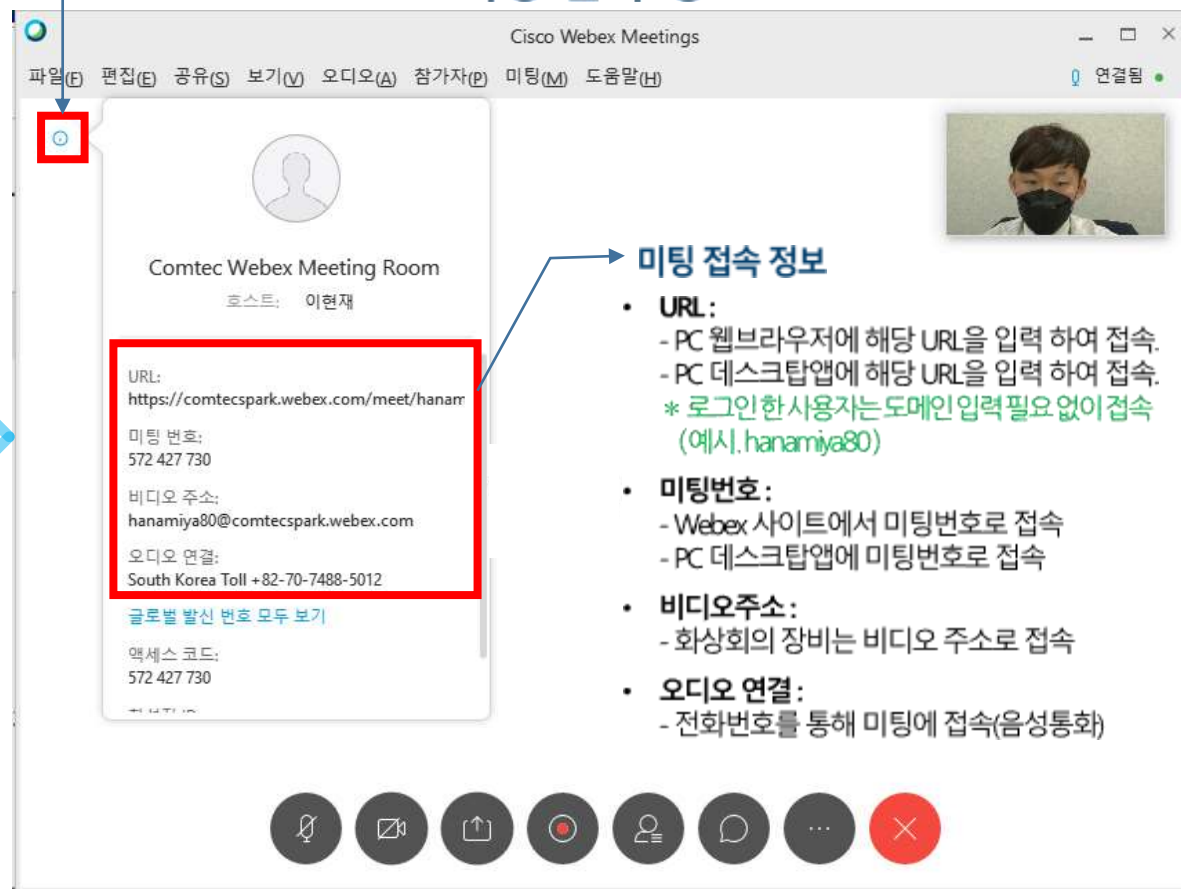 Cisco Webex Meetings
파일(F) 편집(E) 공유(S) 보기(V) 오디오(A) 참가자(P) 미팅(M) 도움말(H)
연결됨
Comtec Webex Meeting Room
호스트: 이현재
URL:
https://comtecspark.webex.com/meet/hanam
미팅 번호:
572 427 730
비디오 주소:
hanamiya80@comtecspark.webex.com
오디오 연결:
South Korea Toll +82-70-7488-5012
글로벌 발신 번호 모두 보기
액세스 코드:
572 427 730
미팅 접속 정보
• URL :
- PC 웹브라우저에 해당 URL을 입력 하여 접속.
- PC 데스크탑앱에 해당 URL을 입력 하여 접속.
* 로그인 한 사용자는 도메인 입력 필요 없이 접속
(예시. hanamiya80)
• 미팅번호 :
- Webex 사이트에서 미팅번호로 접속
- PC 데스크탑앱에 미팅번호로 접속
• 비디오주소 :
- 화상회의 장비는 비디오 주소로 접속
• 오디오 연결 :
- 전화번호를 통해 미팅에 접속(음성통화)